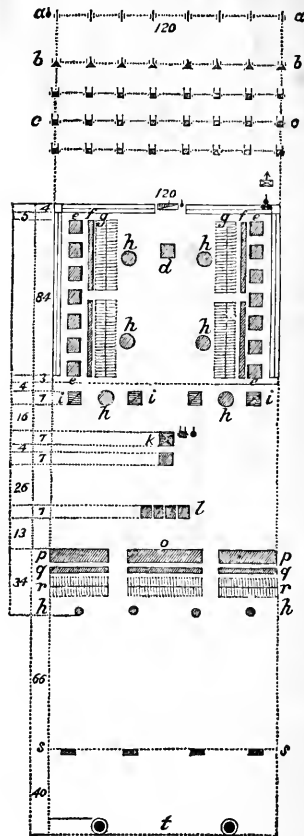 a a
120
b b
c c
120
5 4
e f g g f e
h d h
84
h h
3
4 e e
7 i h i h i
16
7 k
4
7
26
7 l
13
o
p p
q q
34 r r
h h
66
s s
40
t